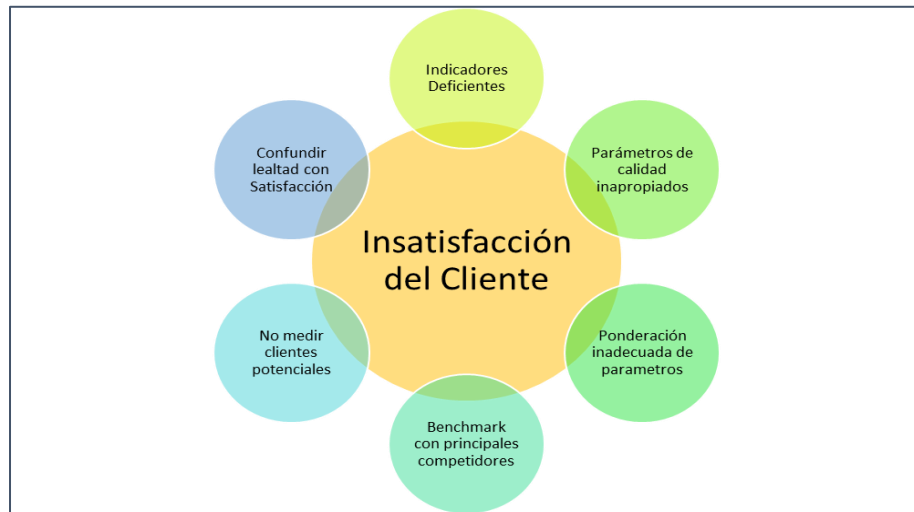 Indicadores
Deficientes
Confundir
lealtad con
Satisfacción
Parámetros de
calidad
inapropiados
Insatisfacción
del Cliente
No medir
clientes
potenciales
Ponderación
inadecuada de
parametros
Benchmark
con principales
competidores